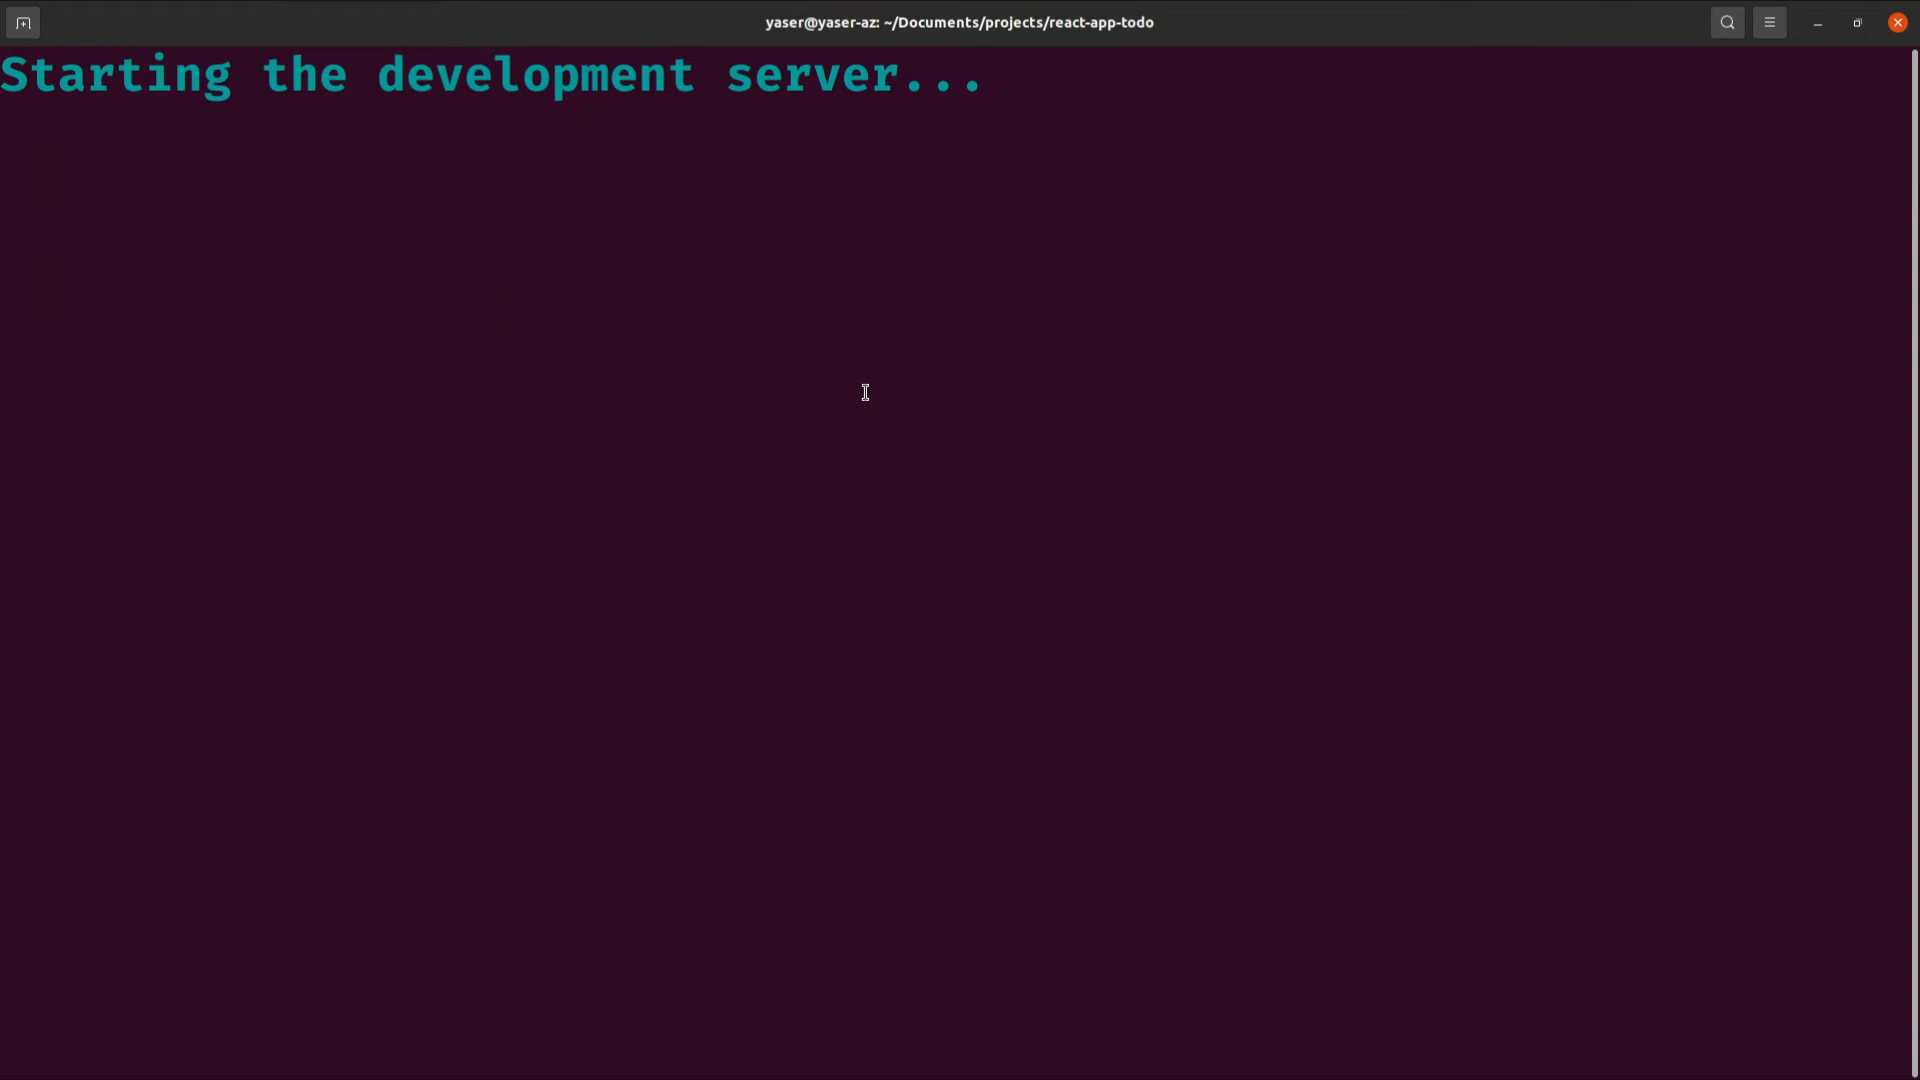 yaser@yaser-az: ~/Documents/projects/react-app-todo
Starting the development server...